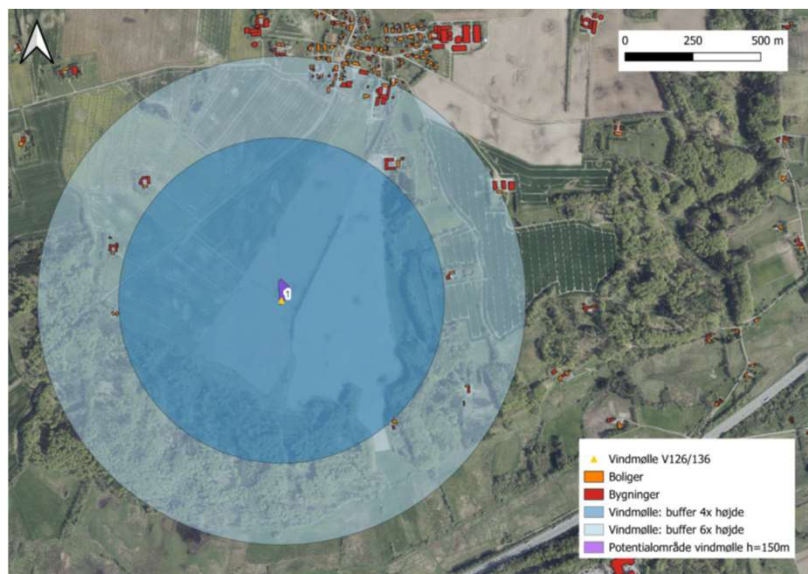 0 250 500 m
1
Vindmølle V126/136
Boliger
Bygninger
Vindmølle: buffer 4x højde
Vindmølle: buffer 6x højde
Potentialområde vindmølle h=150m